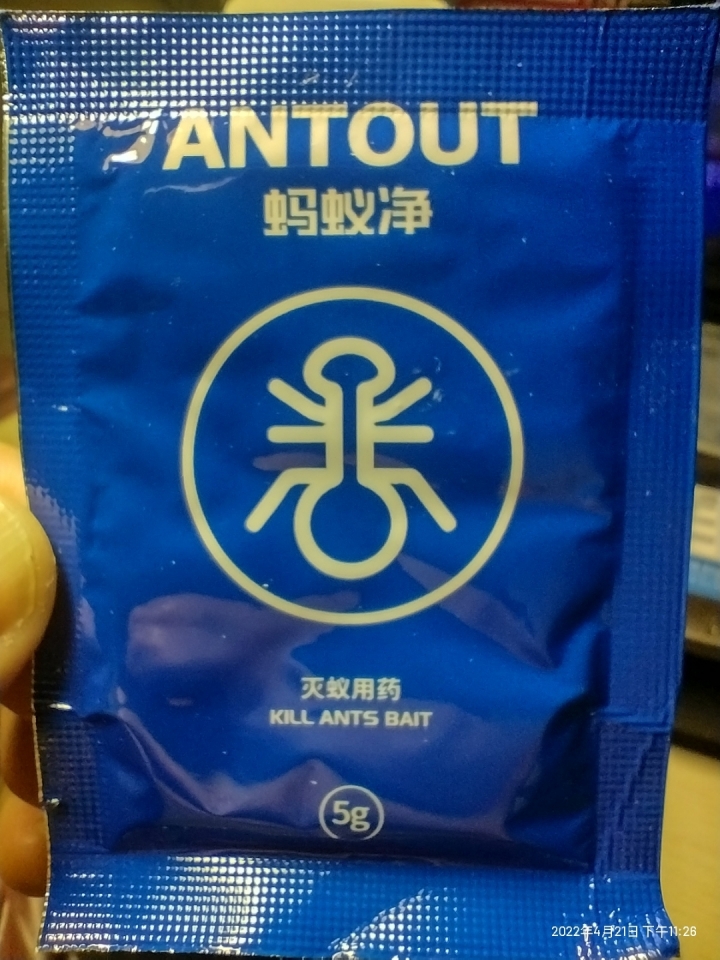 ANTOUT
蚂蚁净
灭蚁用药
KILL ANTS BAIT
5g
2022年4月21日 下午11:26